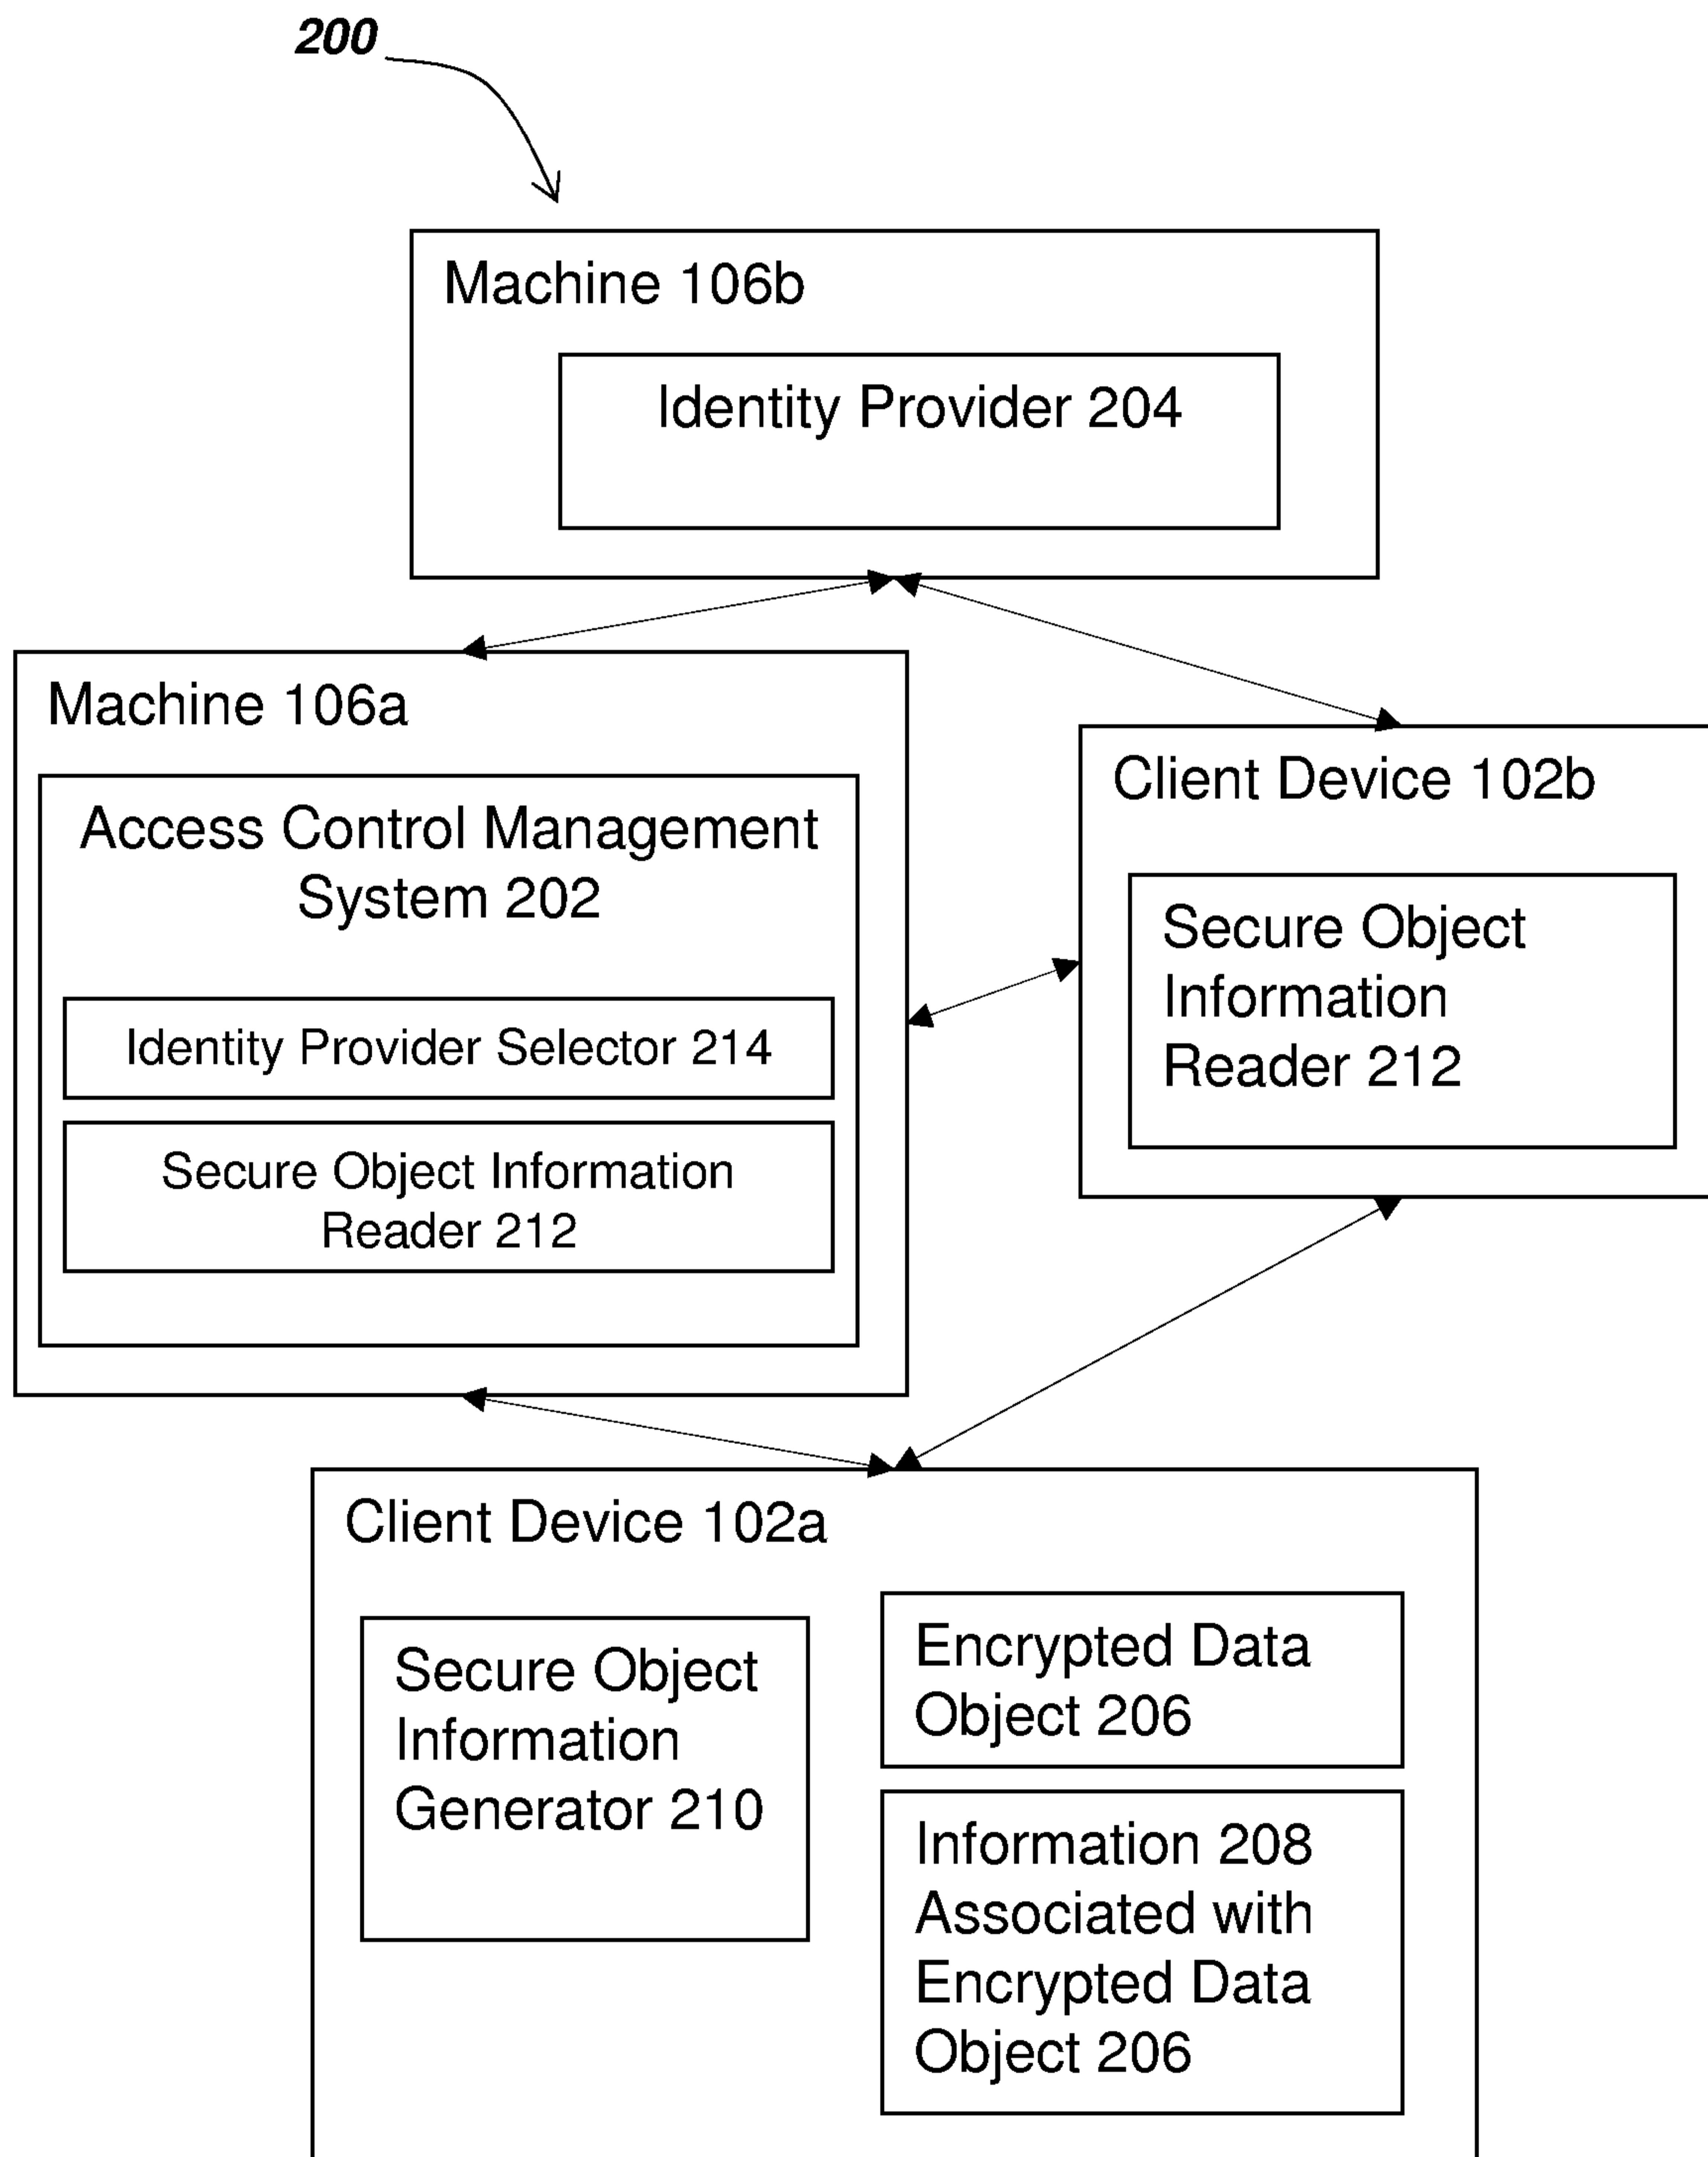 200
Machine 106b
Identity Provider 204
Machine 106a
Access Control Management
System 202
Identity Provider Selector 214
Secure Object Information
Reader 212
Client Device 102b
Secure Object
Information
Reader 212
Client Device 102a
Secure Object
Information
Generator 210
Encrypted Data
Object 206
Information 208
Associated with
Encrypted Data
Object 206